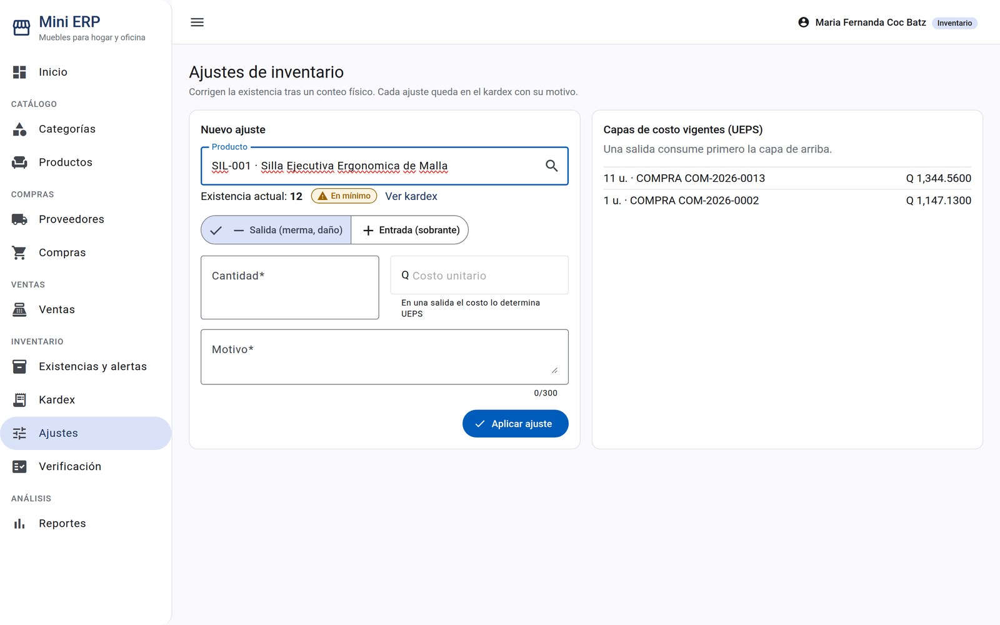 Mini ERP
Muebles para hogar y oficina
Inicio
CATÁLOGO
Categorías
Productos
COMPRAS
Proveedores
Compras
VENTAS
Ventas
INVENTARIO
Existencias y alertas
Kardex
Ajustes
Verificación
ANÁLISIS
Reportes
Maria Fernanda Coc Batz Inventario
Ajustes de inventario
Corrigen la existencia tras un conteo físico. Cada ajuste queda en el kardex con su motivo.
Nuevo ajuste
Producto
SIL-001 · Silla Ejecutiva Ergonomica de Malla
Existencia actual: 12 En mínimo Ver kardex
Salida (merma, daño) Entrada (sobrante)
Cantidad* Q Costo unitario
En una salida el costo lo determina
UEPS
Motivo*
0/300
Aplicar ajuste
Capas de costo vigentes (UEPS)
Una salida consume primero la capa de arriba.
11 u. · COMPRA COM-2026-0013 Q 1,344.5600
1 u. · COMPRA COM-2026-0002 Q 1,147.1300